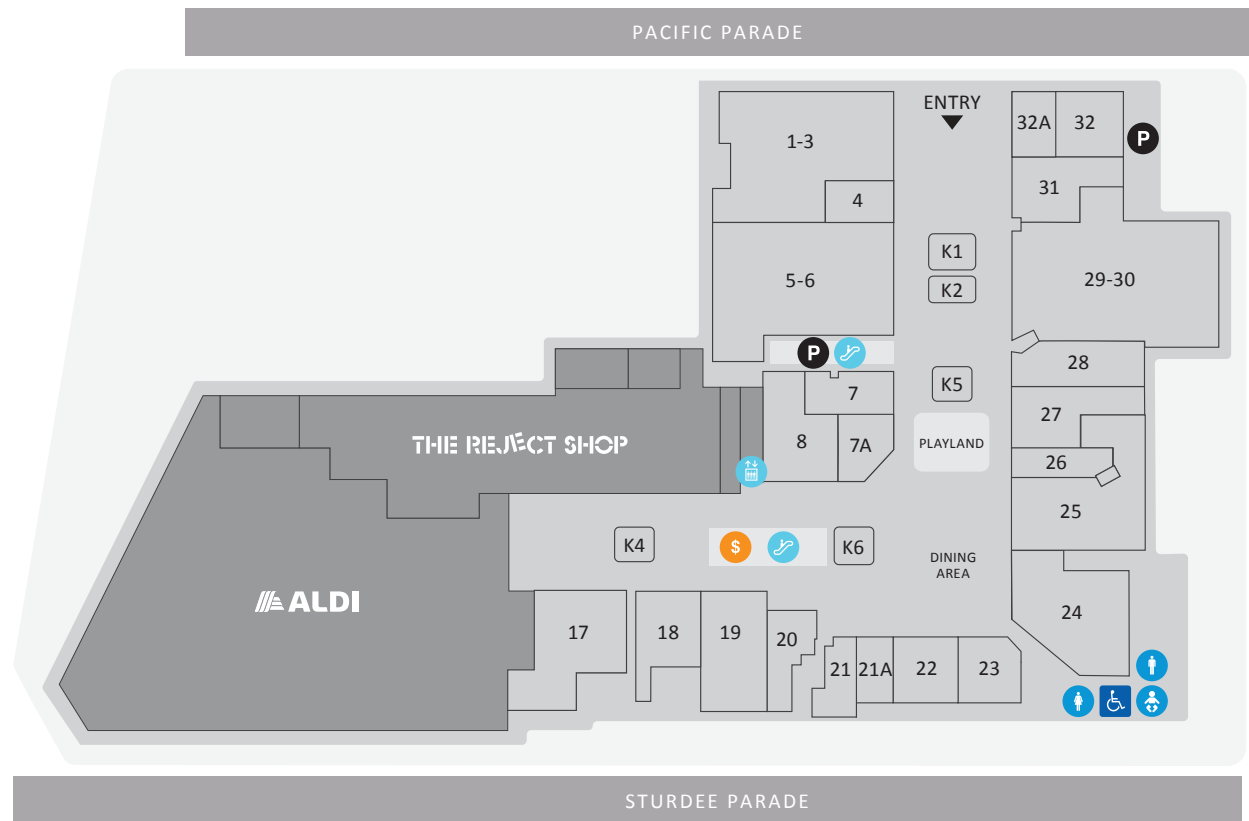 PACIFIC PARADE
ENTRY
1-3
32A
32
P
4
31
K1
5-6
29-30
K2
P
28
7
K5
27
THE REJECT SHOP
8
7A
PLAYLAND
26
25
K4
$
K6
DINING
AREA
ALDI
24
17
18
19
20
21
21A
22
23
STURDEE PARADE